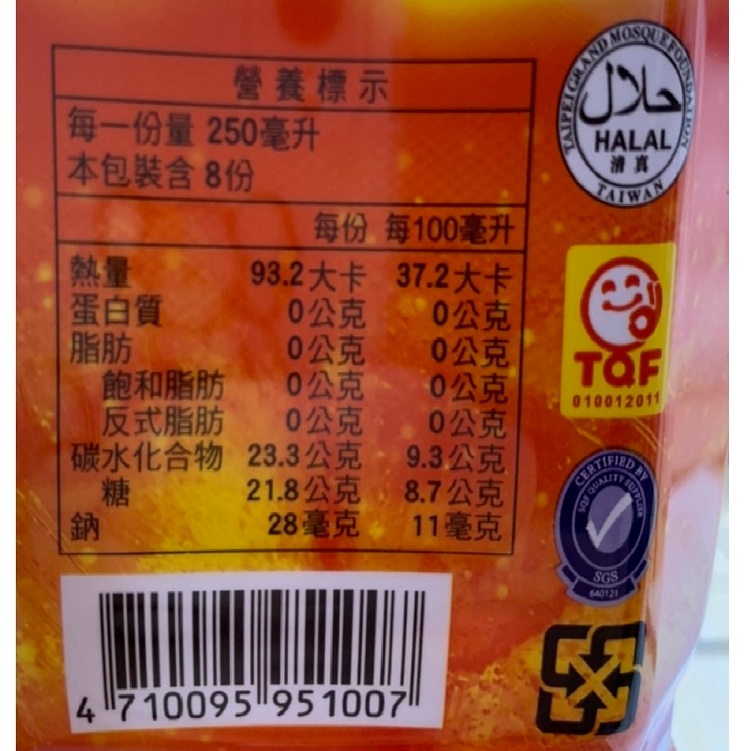 營養標示
每一份量 250毫升
本包裝含 8份
每份 每100毫升
熱量 93.2大卡 37.2大卡
蛋白質 0公克 0公克
脂肪 0公克 0公克
飽和脂肪 0公克 0公克
反式脂肪 0公克 0公克
碳水化合物 23.3公克 9.3公克
糖 21.8公克 8.7公克
鈉 28毫克 11毫克
4 710095 951007
TAIPEI GRAND MOSQUE FOUNDATION
حلال
HALAL
清真
TAIWAN
TQF
010012011
CERTIFIED BY
SQF QUALITY SUPPLIER
SGS
640121